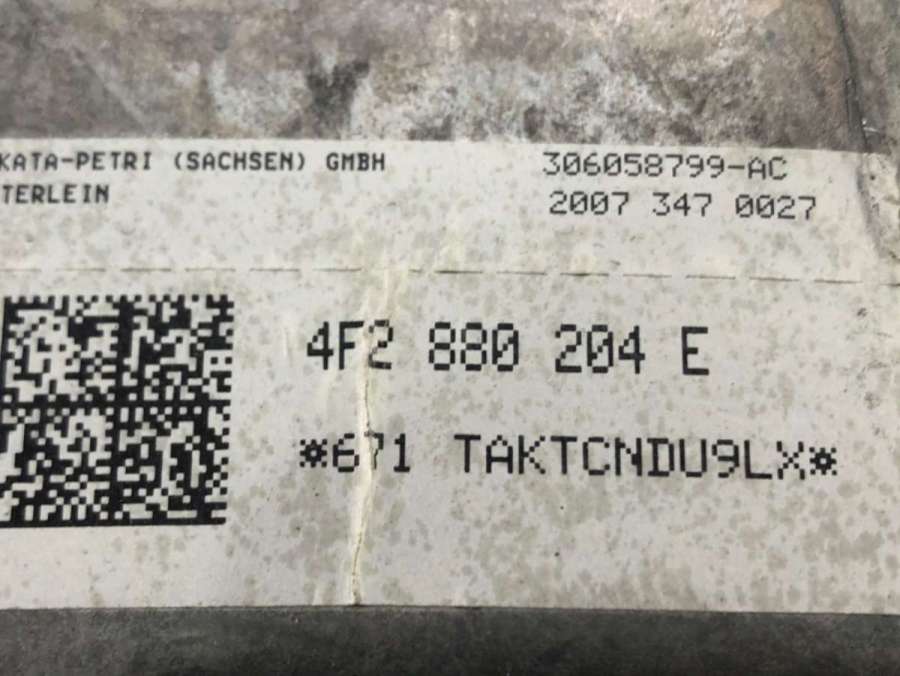 KATA-PETRI (SACHSEN) GMBH
TERLEIN
306058799-AC
2007 347 0027
4F2 880 204 E
*671 TAKTCNDU9LX*